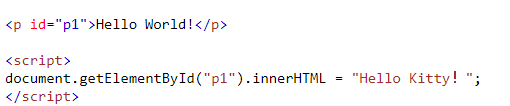 <p id="p1">Hello World!</p>
<script>
document.getElementById("p1").innerHTML = "Hello Kitty! ";
</script>